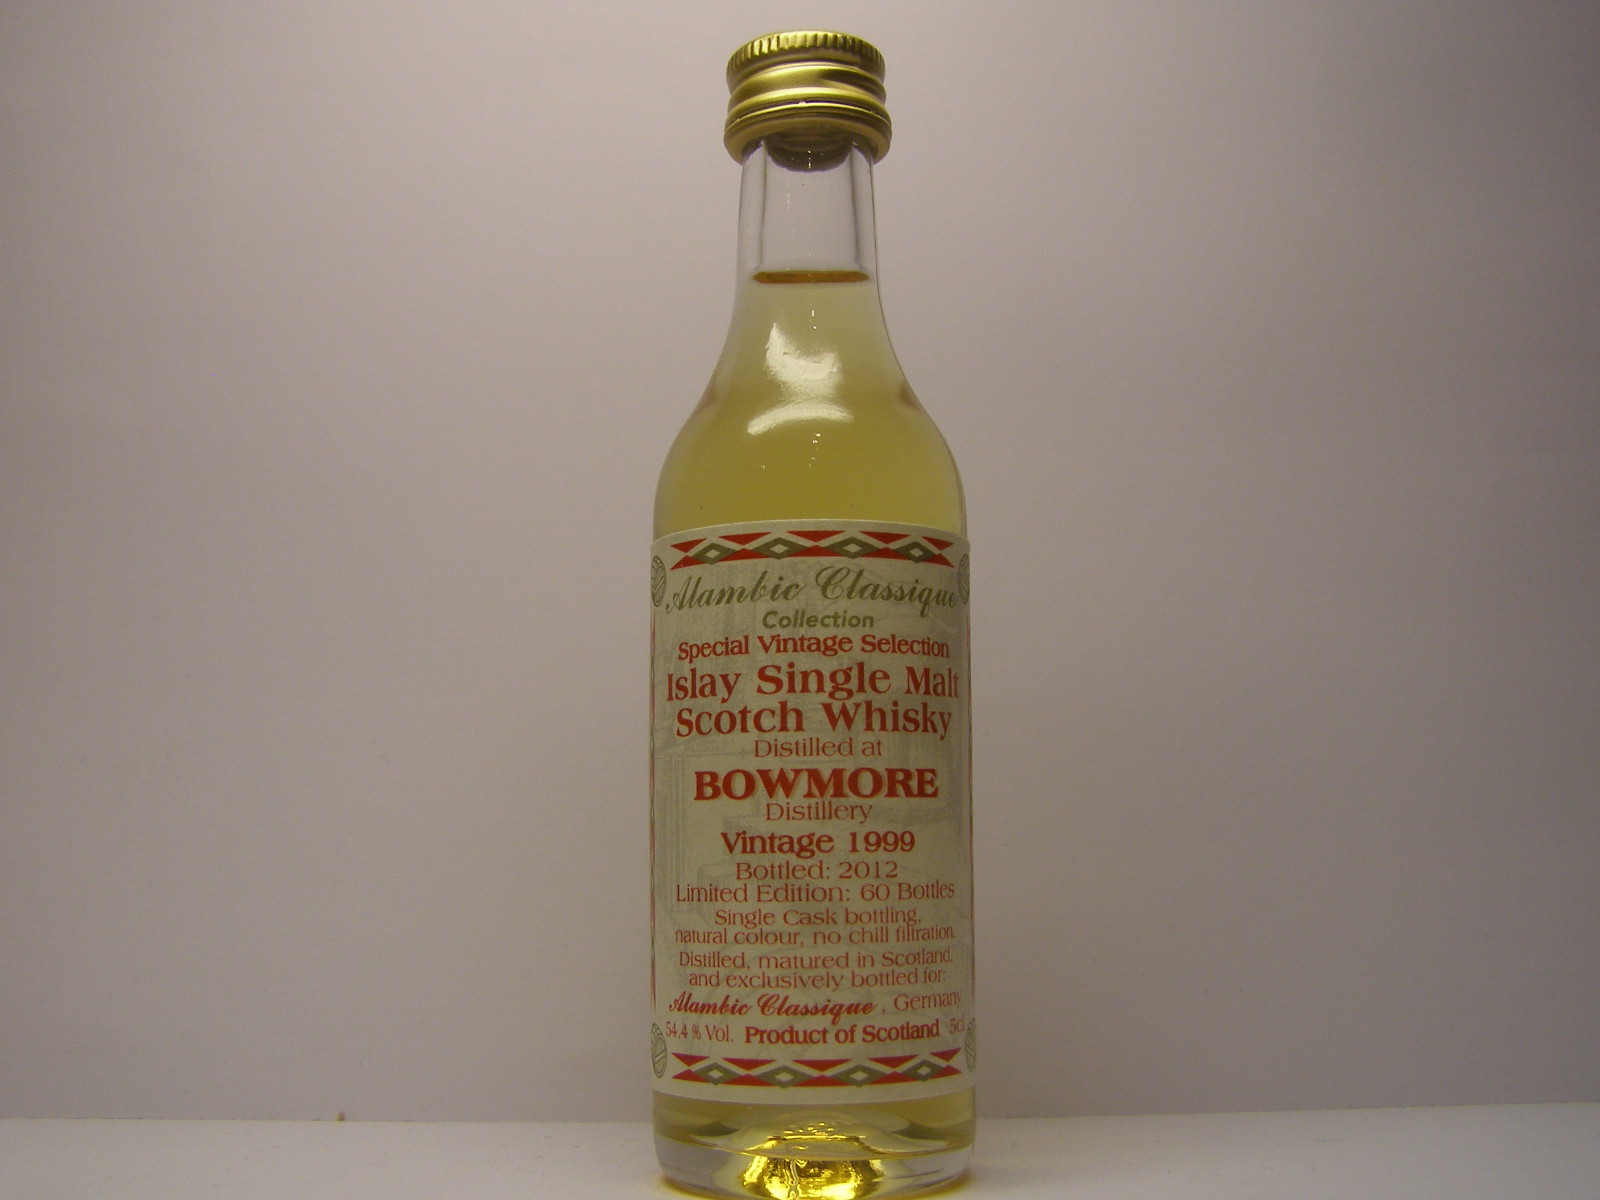 Alambic Classique
Collection
Special Vintage Selection
Islay Single Malt
Scotch Whisky
Distilled at
BOWMORE
Distillery
Vintage 1999
Bottled: 2012
Limited Edition: 60 Bottles
Single Cask bottling,
natural colour, no chill filtration.
Distilled, matured in Scotland,
and exclusively bottled for:
Alambic Classique, Germany
54,4 % Vol. Product of Scotland 5cl